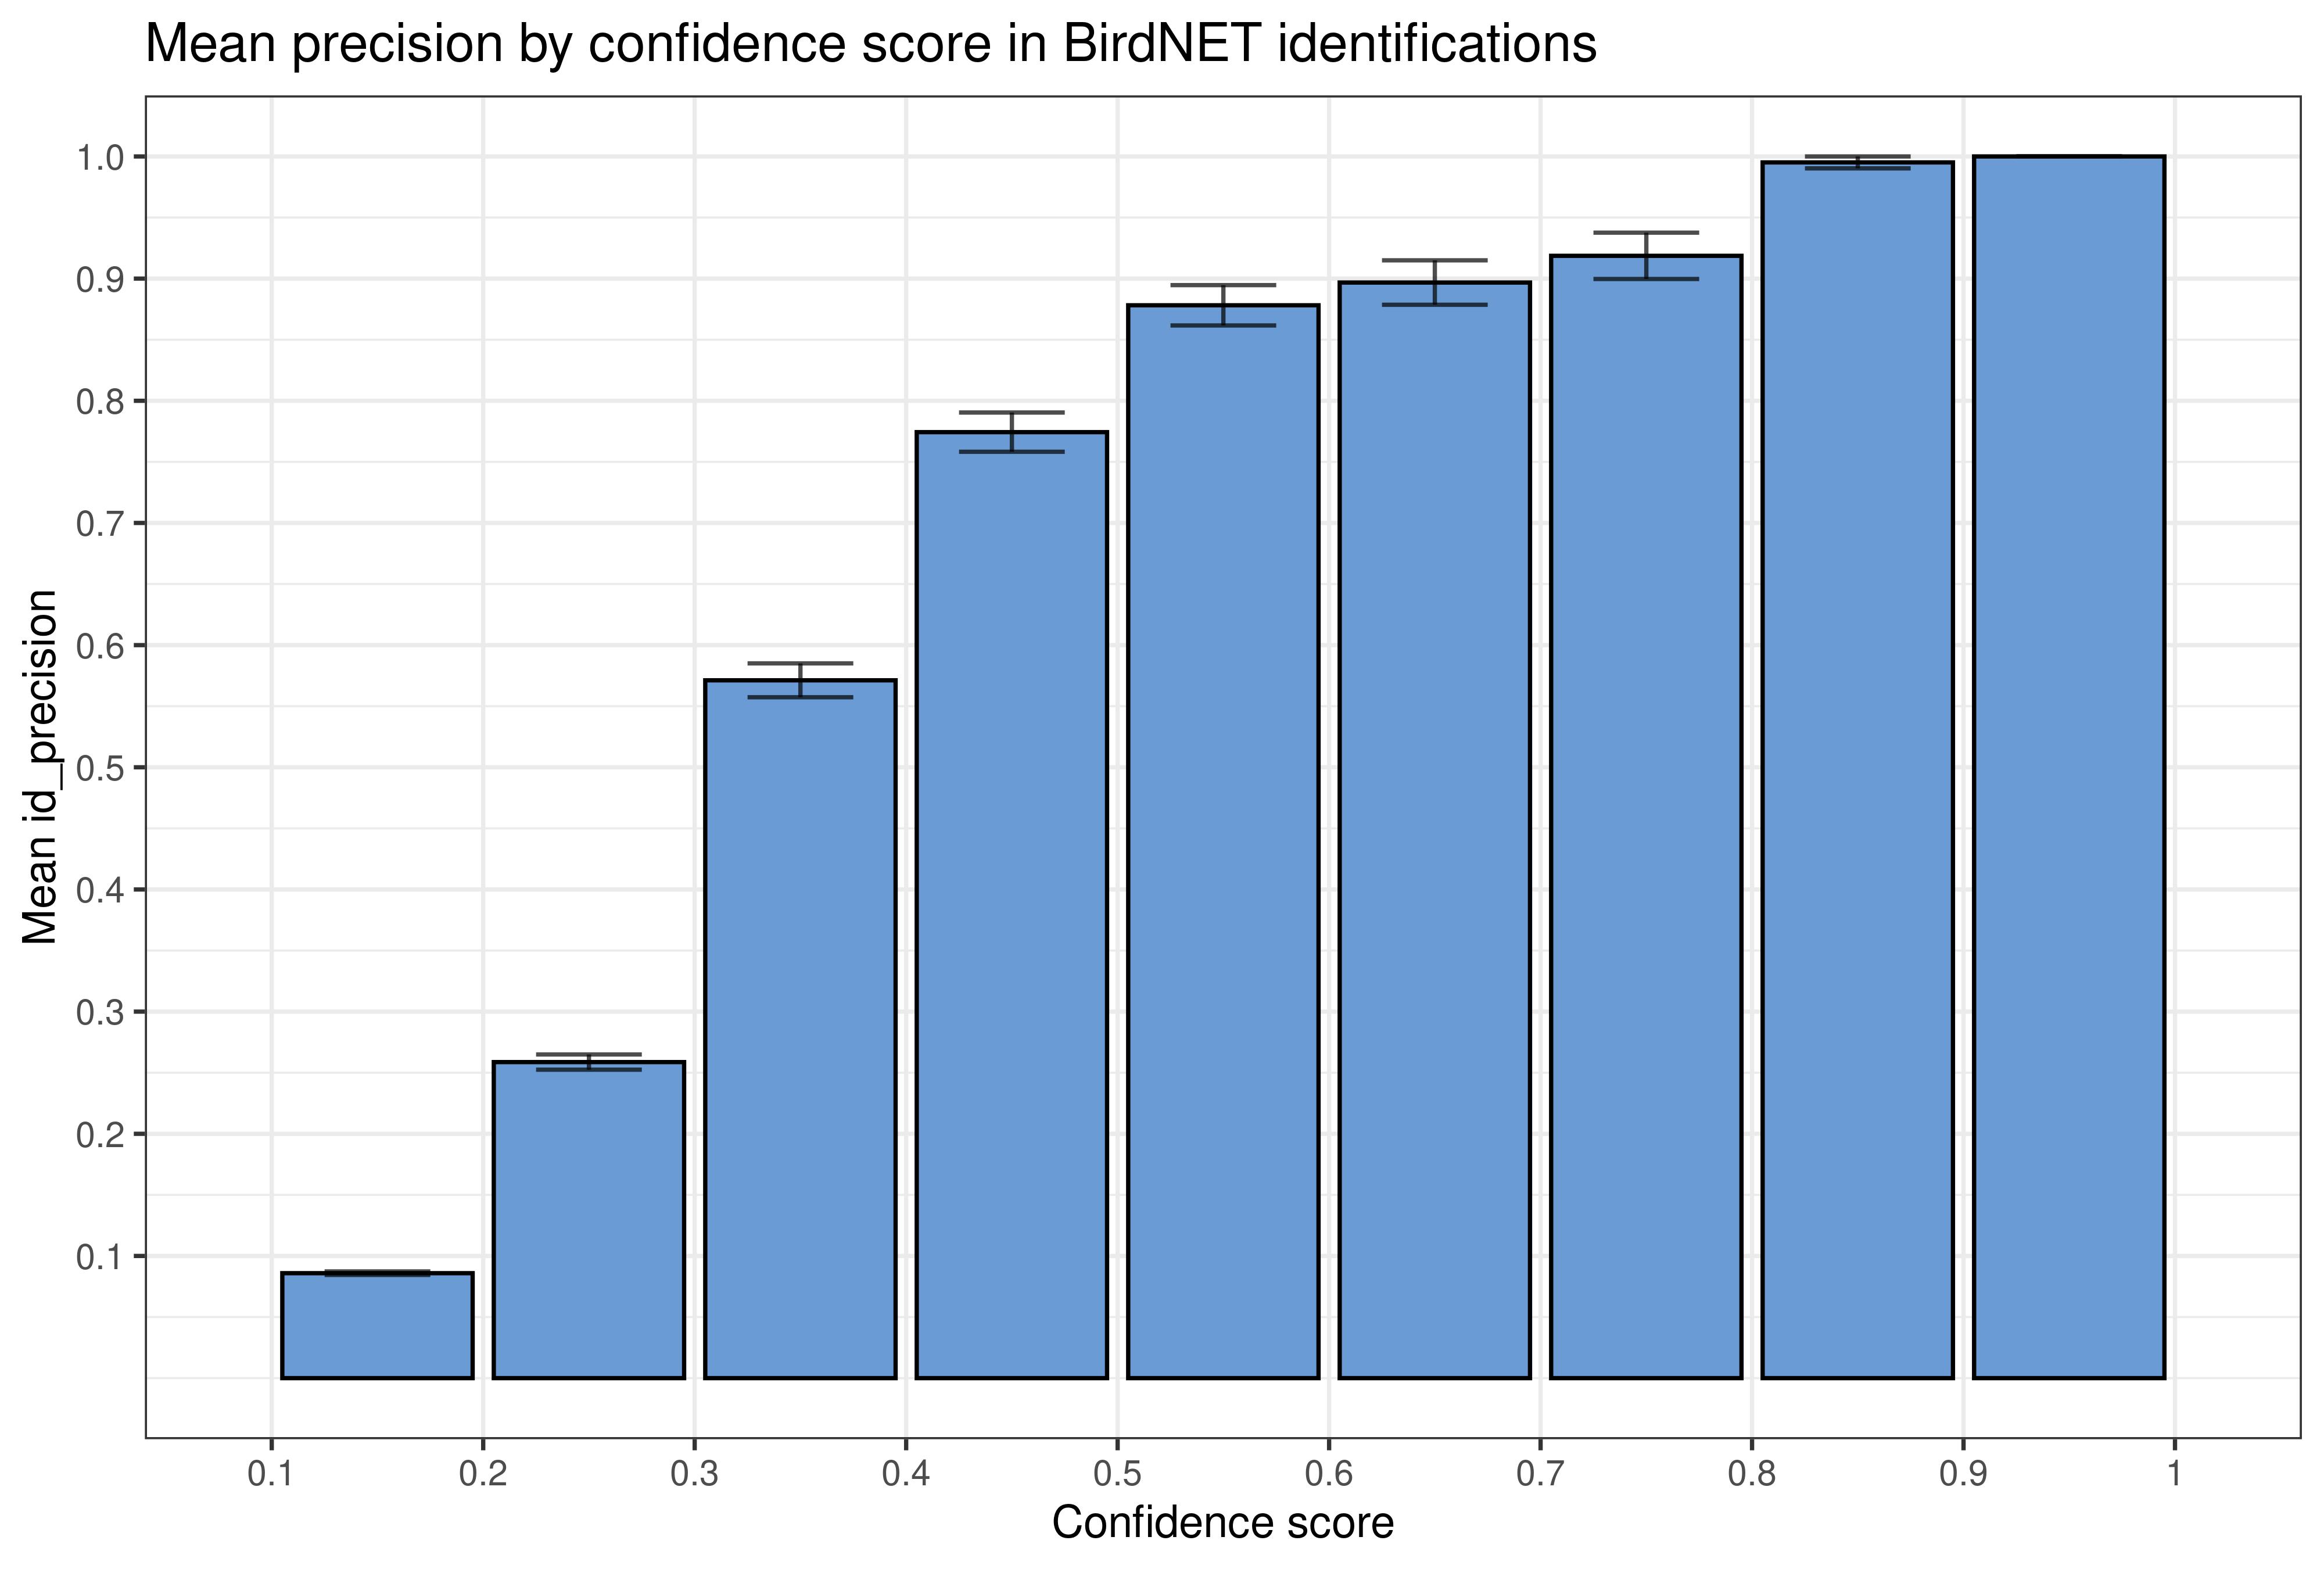 Mean precision by confidence score in BirdNET identifications
Mean id_precision
1.0
0.9
0.8
0.7
0.6
0.5
0.4
0.3
0.2
0.1
0.1 0.2 0.3 0.4 0.5 0.6 0.7 0.8 0.9 1
Confidence score